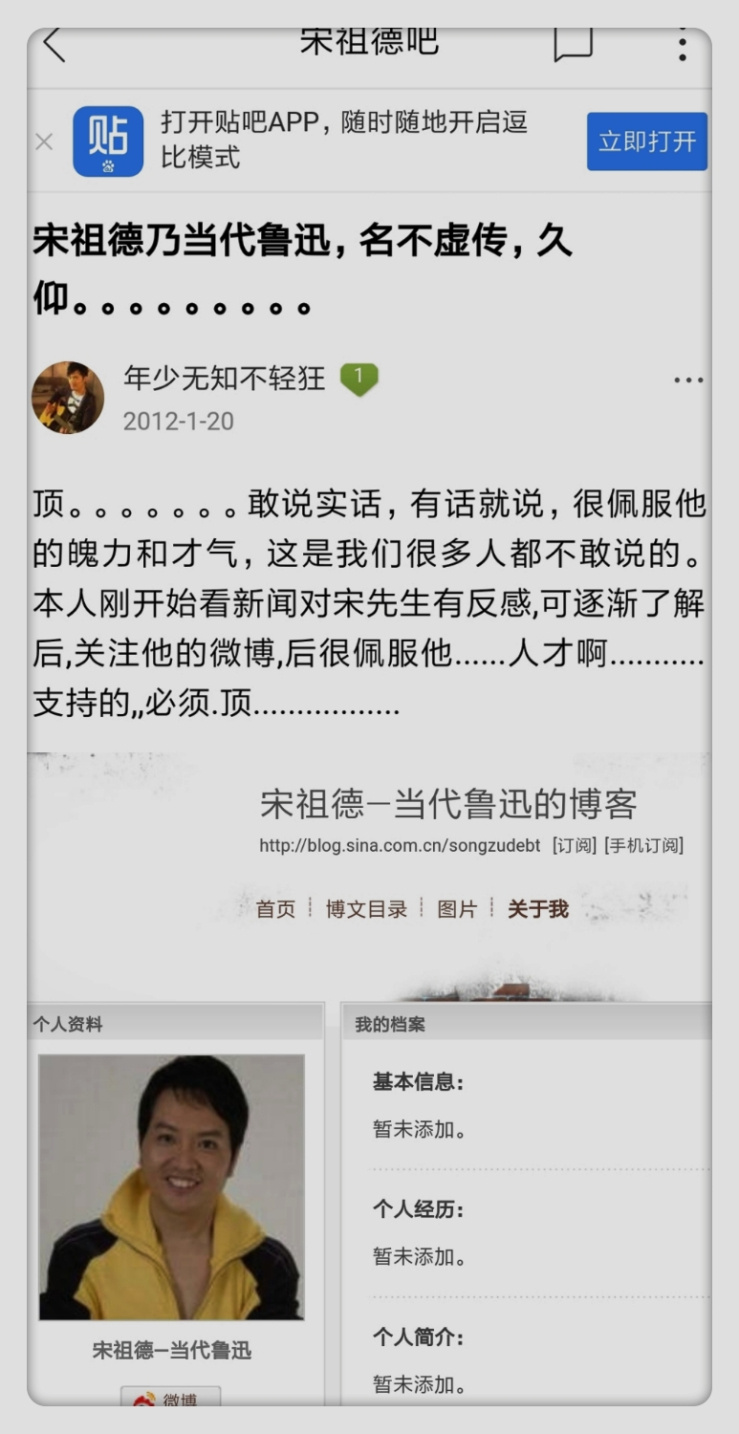 宋祖德吧
打开贴吧APP，随时随地开启逗
比模式
贴
立即打开
宋祖德乃当代鲁迅，名不虚传，久
仰。。。。。。。。。
年少无知不轻狂 1
2012-1-20
顶。。。。。。。敢说实话，有话就说，很佩服他
的魄力和才气，这是我们很多人都不敢说的。
本人刚开始看新闻对宋先生有反感,可逐渐了解
后,关注他的微博,后很佩服他......人才啊...........
支持的,,必须.顶.................
宋祖德—当代鲁迅的博客
http://blog.sina.com.cn/songzudebt [订阅] [手机订阅]
首页 | 博文目录 | 图片 | 关于我
个人资料
我的档案
基本信息：
暂未添加。
个人经历：
暂未添加。
个人简介：
暂未添加。
宋祖德—当代鲁迅
微博